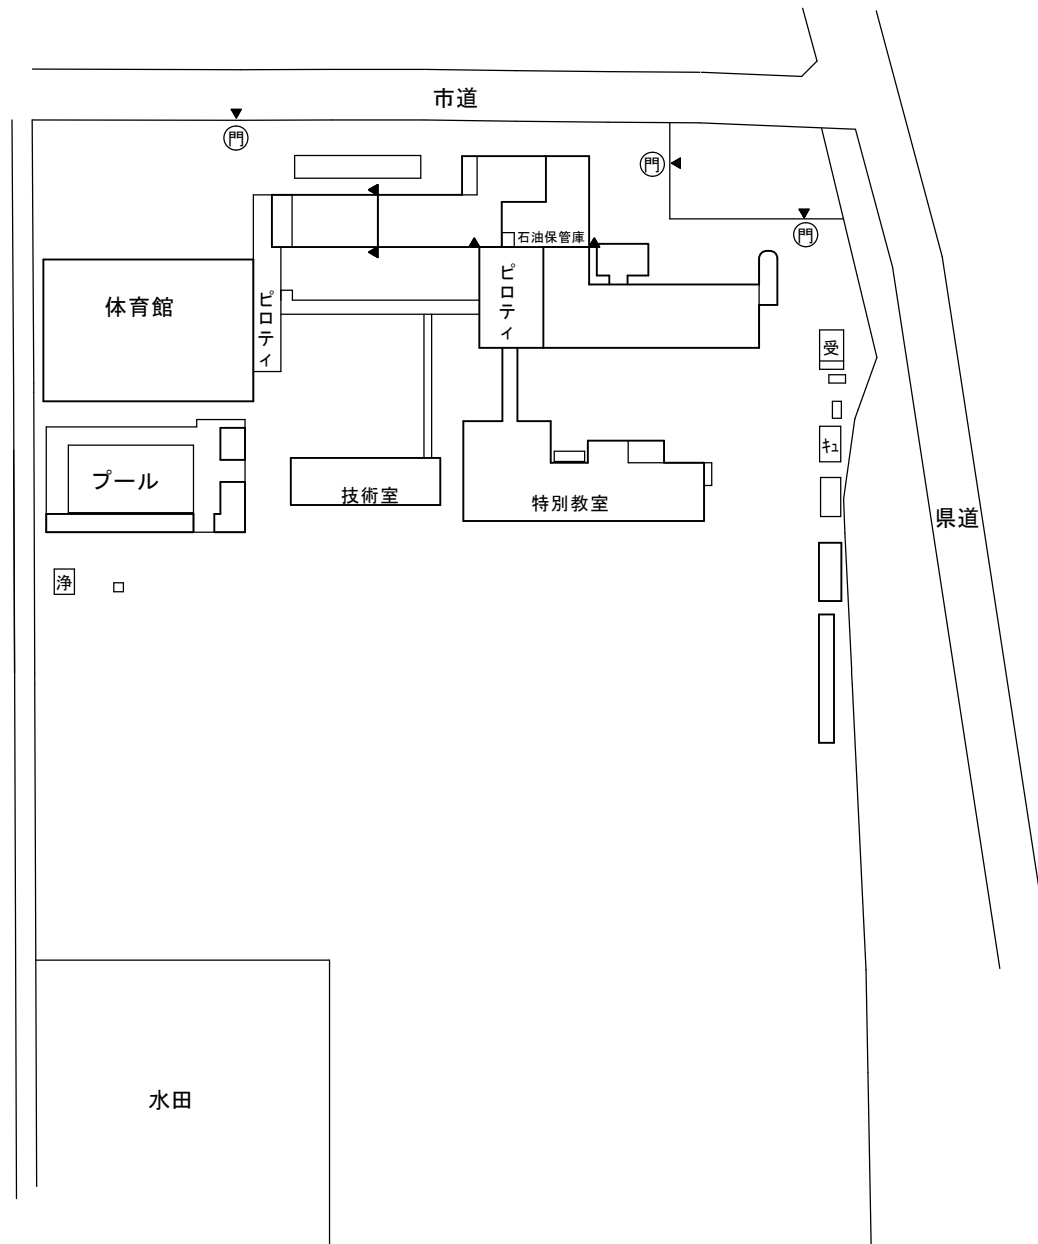 市道
門
門
門
石油保管庫
ピロティ
ピロティ
体育館
受
キュ
プール
技術室
特別教室
県道
浄
水田